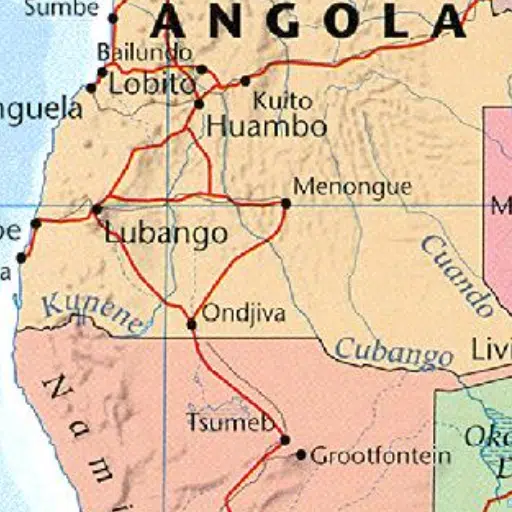 Sumbe
ANGOLA
Bailundo
Lobito
nguela
Kuito
Huambo
Menongue
M
be
Lubango
a
Cuando
Kunene
Ondjiva
Cubango
Livi
Nami
Tsumeb
Oka
Grootfontein
D